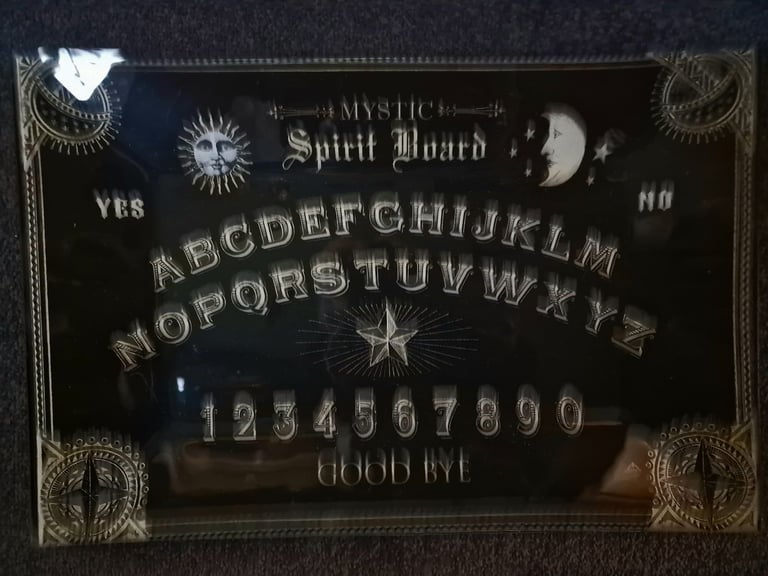 MYSTIC
Spirit Board
YES NO
ABCDEFGHIJKLM
NOPQRSTUVWXYZ
1234567890
GOOD BYE